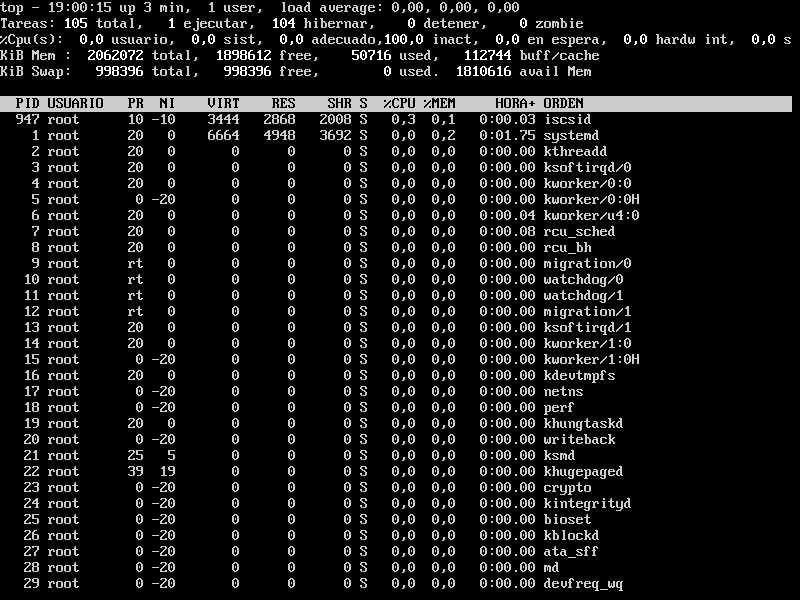 top - 19:00:15 up 3 min,  1 user,  load average: 0,00, 0,00, 0,00
Tareas: 105 total,   1 ejecutar, 104 hibernar,    0 detener,    0 zombie
%Cpu(s):  0,0 usuario,  0,0 sist,  0,0 adecuado,100,0 inact,  0,0 en espera,  0,0 hardw int,  0,0 s
KiB Mem :  2062072 total,  1898612 free,    50716 used,   112744 buff/cache
KiB Swap:   998396 total,   998396 free,        0 used.  1810616 avail Mem
PID USUARIO   PR  NI    VIRT    RES    SHR S  %CPU %MEM     HORA+ ORDEN
947 root      10 -10    3444   2868   2008 S   0,3  0,1   0:00.03 iscsid
1 root      20   0    6664   4948   3692 S   0,0  0,2   0:01.75 systemd
2 root      20   0       0      0      0 S   0,0  0,0   0:00.00 kthreadd
3 root      20   0       0      0      0 S   0,0  0,0   0:00.00 ksoftirqd/0
4 root      20   0       0      0      0 S   0,0  0,0   0:00.00 kworker/0:0
5 root       0 -20       0      0      0 S   0,0  0,0   0:00.00 kworker/0:0H
6 root      20   0       0      0      0 S   0,0  0,0   0:00.04 kworker/u4:0
7 root      20   0       0      0      0 S   0,0  0,0   0:00.08 rcu_sched
8 root      20   0       0      0      0 S   0,0  0,0   0:00.00 rcu_bh
9 root      rt   0       0      0      0 S   0,0  0,0   0:00.00 migration/0
10 root      rt   0       0      0      0 S   0,0  0,0   0:00.00 watchdog/0
11 root      rt   0       0      0      0 S   0,0  0,0   0:00.00 watchdog/1
12 root      rt   0       0      0      0 S   0,0  0,0   0:00.00 migration/1
13 root      20   0       0      0      0 S   0,0  0,0   0:00.00 ksoftirqd/1
14 root      20   0       0      0      0 S   0,0  0,0   0:00.00 kworker/1:0
15 root       0 -20       0      0      0 S   0,0  0,0   0:00.00 kworker/1:0H
16 root      20   0       0      0      0 S   0,0  0,0   0:00.00 kdevtmpfs
17 root       0 -20       0      0      0 S   0,0  0,0   0:00.00 netns
18 root       0 -20       0      0      0 S   0,0  0,0   0:00.00 perf
19 root      20   0       0      0      0 S   0,0  0,0   0:00.00 khungtaskd
20 root       0 -20       0      0      0 S   0,0  0,0   0:00.00 writeback
21 root      25   5       0      0      0 S   0,0  0,0   0:00.00 ksmd
22 root      39  19       0      0      0 S   0,0  0,0   0:00.00 khugepaged
23 root       0 -20       0      0      0 S   0,0  0,0   0:00.00 crypto
24 root       0 -20       0      0      0 S   0,0  0,0   0:00.00 kintegrityd
25 root       0 -20       0      0      0 S   0,0  0,0   0:00.00 bioset
26 root       0 -20       0      0      0 S   0,0  0,0   0:00.00 kblockd
27 root       0 -20       0      0      0 S   0,0  0,0   0:00.00 ata_sff
28 root       0 -20       0      0      0 S   0,0  0,0   0:00.00 md
29 root       0 -20       0      0      0 S   0,0  0,0   0:00.00 devfreq_wq